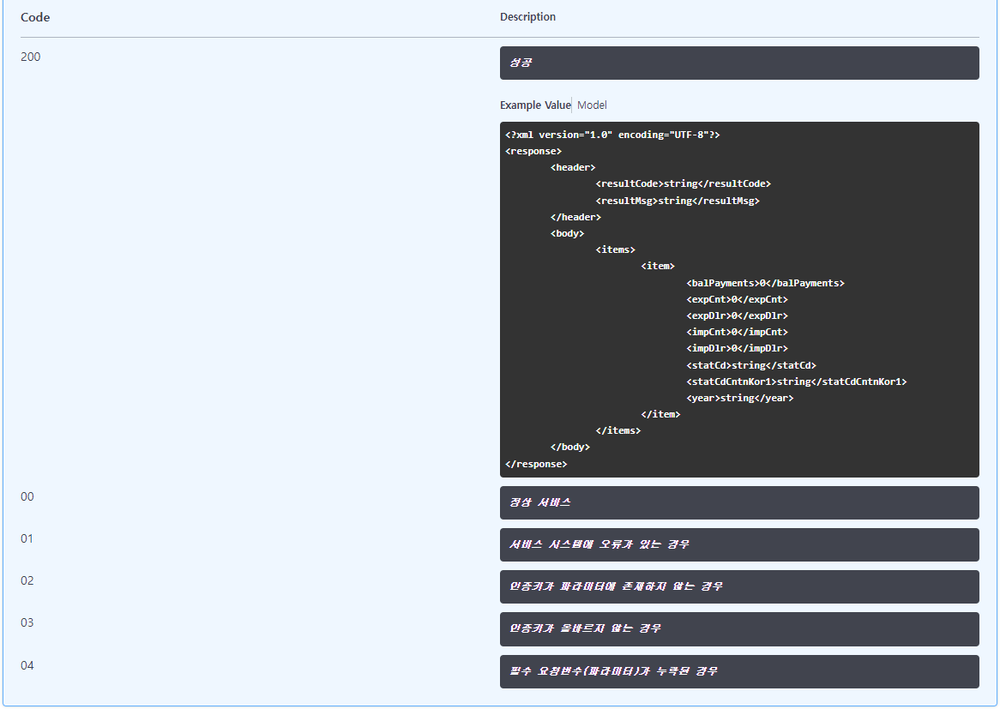 Code Description
200 성공
Example Value Model
<?xml version="1.0" encoding="UTF-8"?>
<response>
<header>
<resultCode>string</resultCode>
<resultMsg>string</resultMsg>
</header>
<body>
<items>
<item>
<balPayments>0</balPayments>
<expCnt>0</expCnt>
<expDlr>0</expDlr>
<impCnt>0</impCnt>
<impDlr>0</impDlr>
<statCd>string</statCd>
<statCdCntnKor1>string</statCdCntnKor1>
<year>string</year>
</item>
</items>
</body>
</response>
00 정상 서비스
01 서비스 시스템에 오류가 있는 경우
02 인증키가 파라미터에 존재하지 않는 경우
03 인증키가 올바르지 않는 경우
04 필수 요청변수(파라미터)가 누락된 경우